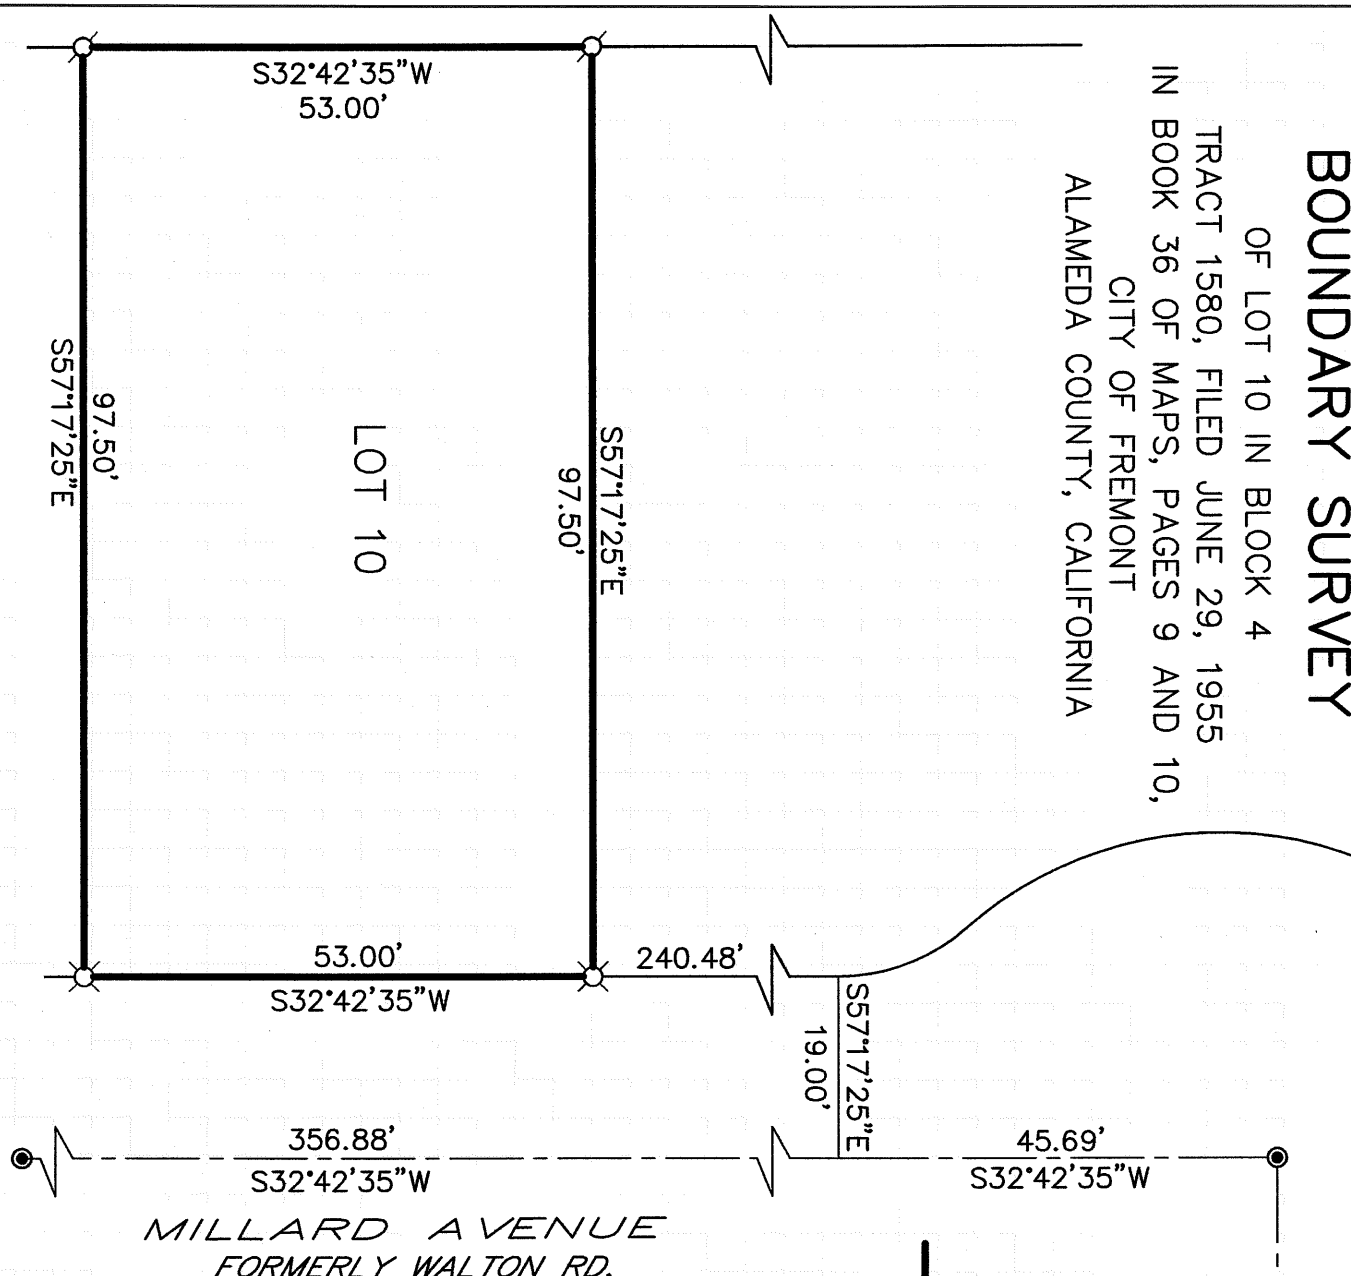 BOUNDARY SURVEY
OF LOT 10 IN BLOCK 4
TRACT 1580, FILED JUNE 29, 1955
IN BOOK 36 OF MAPS, PAGES 9 AND 10,
CITY OF FREMONT
ALAMEDA COUNTY, CALIFORNIA
S32°42'35"W
53.00'
S57°17'25"E
97.50'
LOT 10
S57°17'25"E
97.50'
53.00'
S32°42'35"W
240.48'
S57°17'25"E
19.00'
356.88'
S32°42'35"W
45.69'
S32°42'35"W
MILLARD AVENUE
FORMERLY WALTON RD.